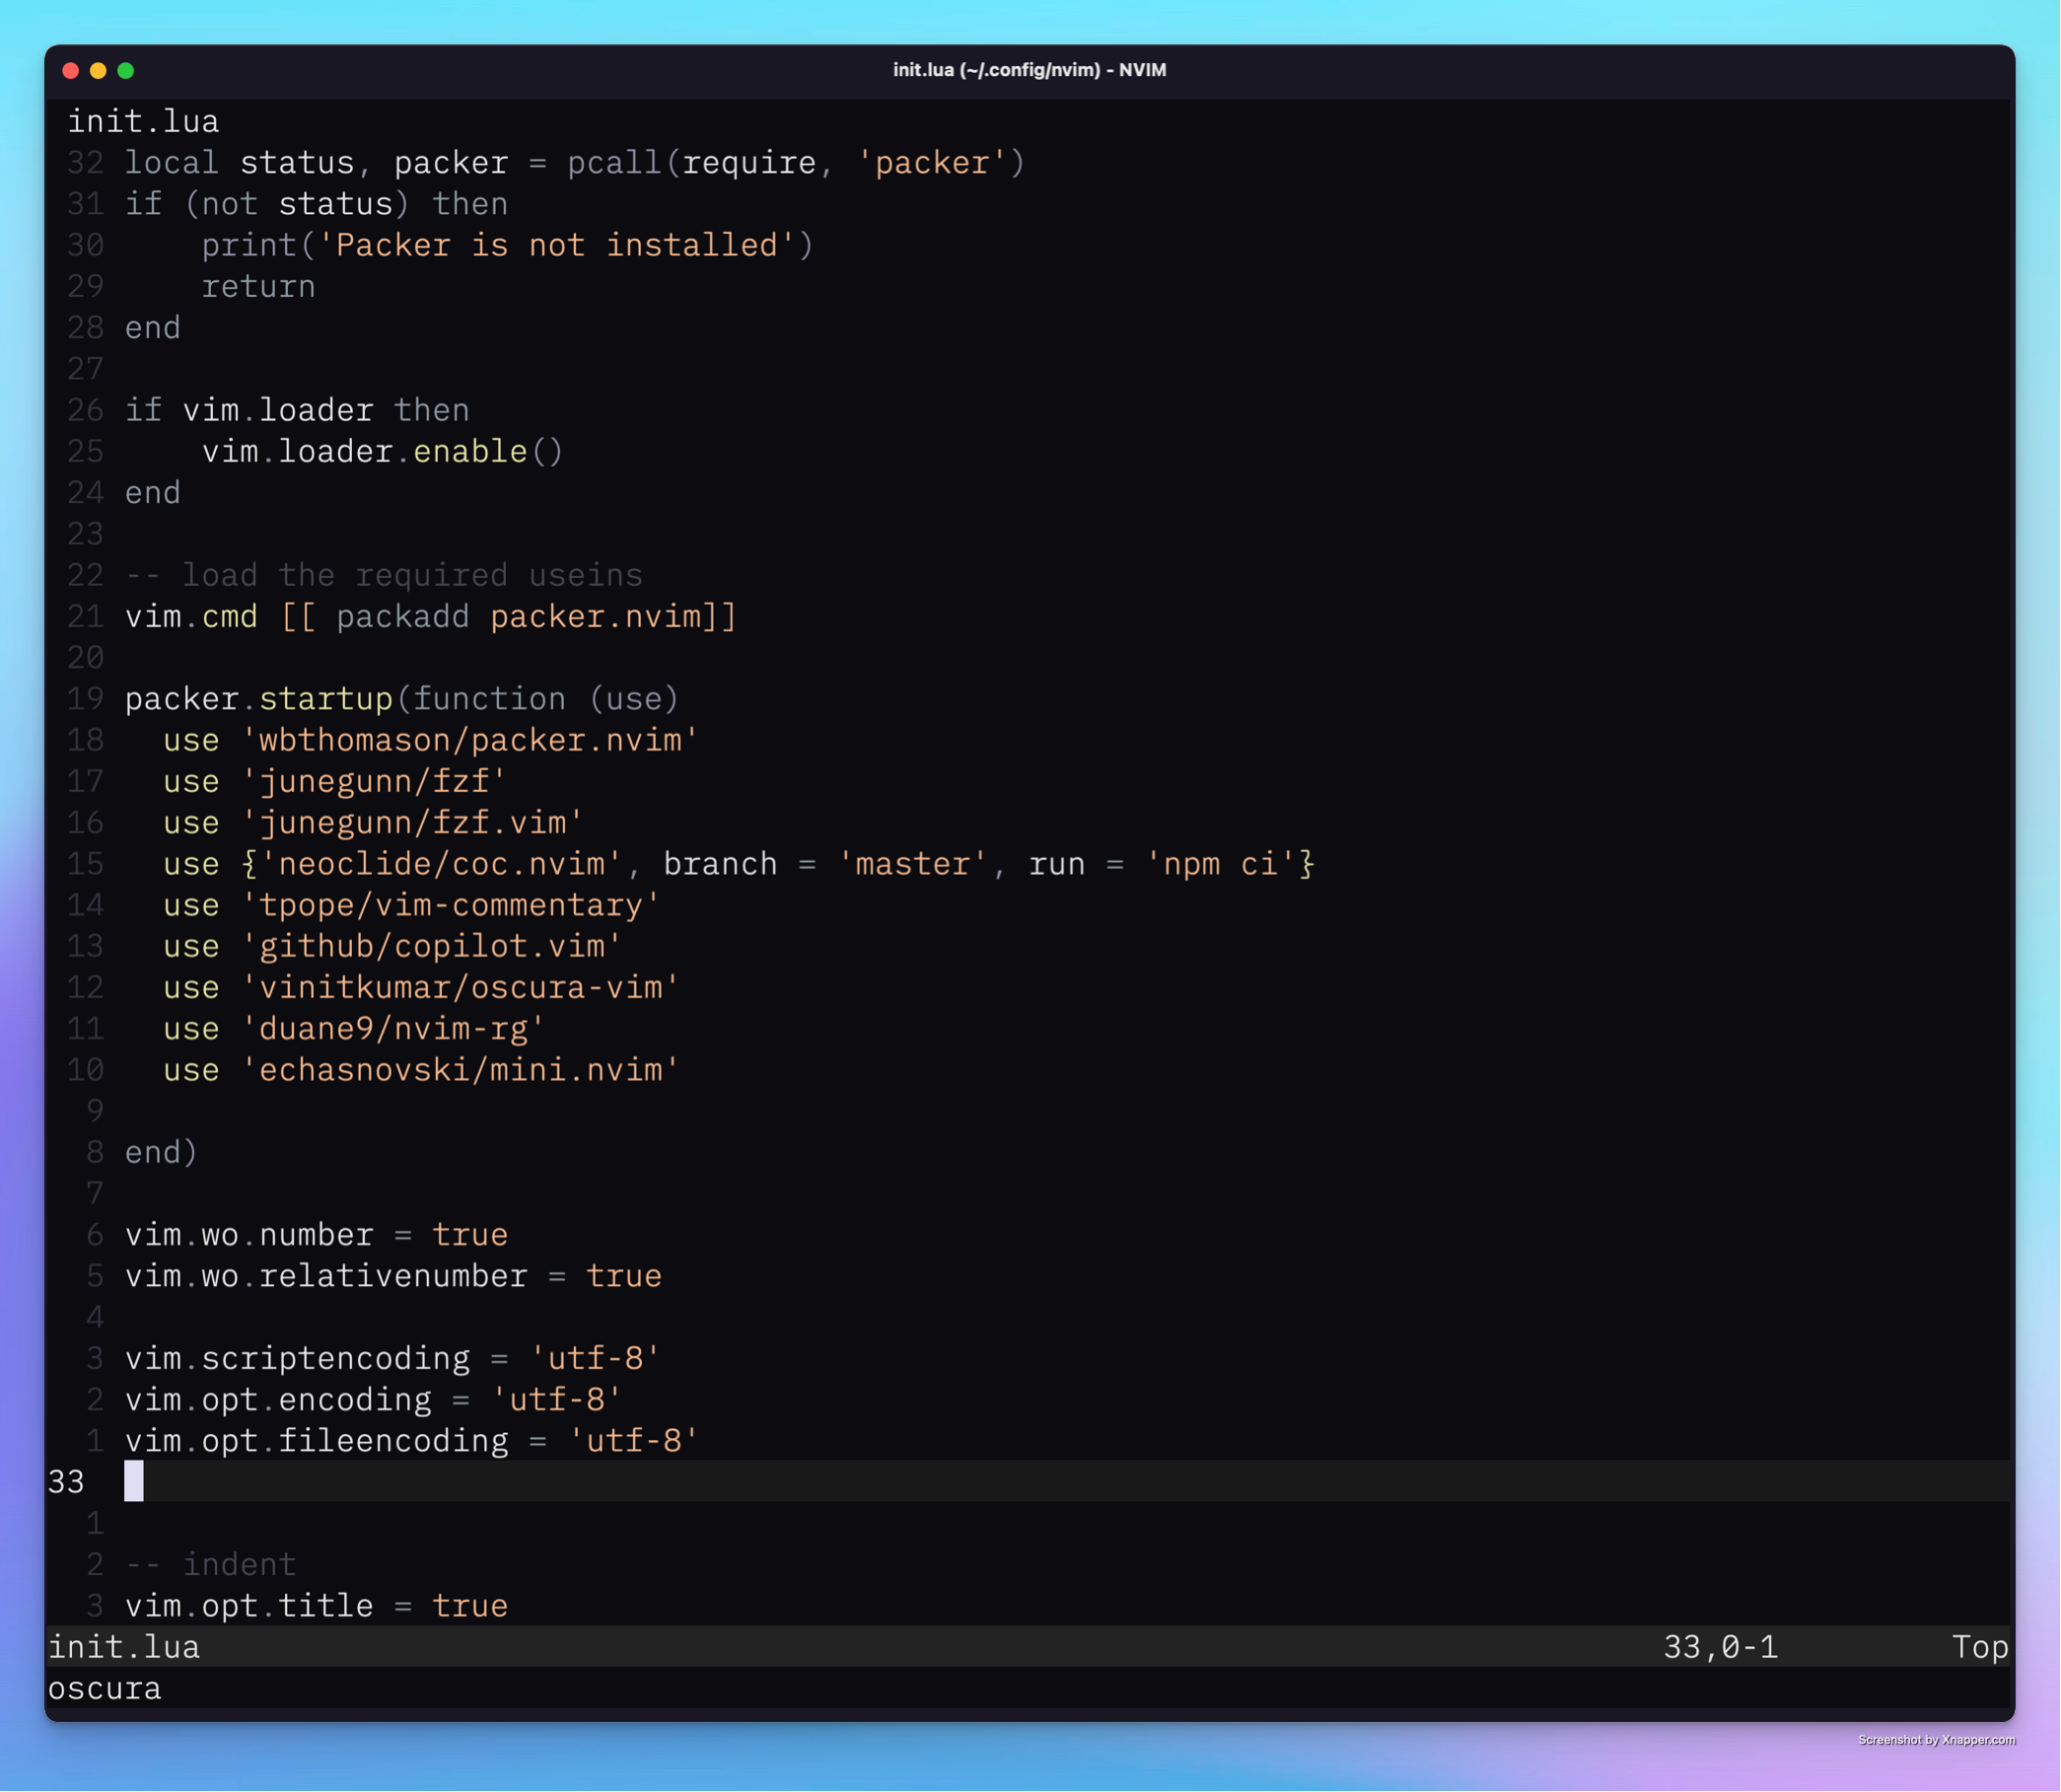 init.lua (~/.config/nvim) - NVIM
init.lua
32 local status, packer = pcall(require, 'packer')
31 if (not status) then
30     print('Packer is not installed')
29     return
28 end
27
26 if vim.loader then
25     vim.loader.enable()
24 end
23
22 -- load the required useins
21 vim.cmd [[ packadd packer.nvim]]
20
19 packer.startup(function (use)
18   use 'wbthomason/packer.nvim'
17   use 'junegunn/fzf'
16   use 'junegunn/fzf.vim'
15   use {'neoclide/coc.nvim', branch = 'master', run = 'npm ci'}
14   use 'tpope/vim-commentary'
13   use 'github/copilot.vim'
12   use 'vinitkumar/oscura-vim'
11   use 'duane9/nvim-rg'
10   use 'echasnovski/mini.nvim'
9
8 end)
7
6 vim.wo.number = true
5 vim.wo.relativenumber = true
4
3 vim.scriptencoding = 'utf-8'
2 vim.opt.encoding = 'utf-8'
1 vim.opt.fileencoding = 'utf-8'
33
1
2 -- indent
3 vim.opt.title = true
init.lua 33,0-1 Top
oscura
Screenshot by Xnapper.com